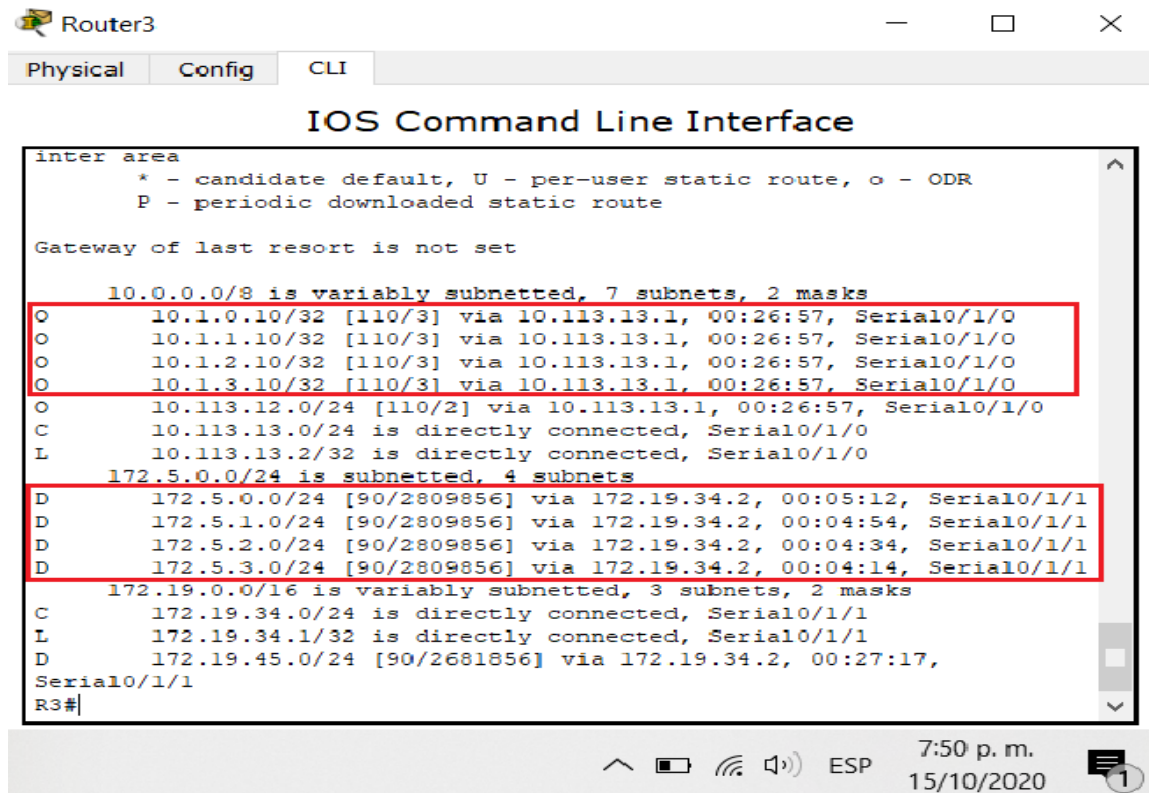 Router3
Physical Config CLI
IOS Command Line Interface
inter area
* - candidate default, U - per-user static route, o - ODR
P - periodic downloaded static route
Gateway of last resort is not set
10.0.0.0/8 is variably subnetted, 7 subnets, 2 masks
O 10.1.0.10/32 [110/3] via 10.113.13.1, 00:26:57, Serial0/1/0
O 10.1.1.10/32 [110/3] via 10.113.13.1, 00:26:57, Serial0/1/0
O 10.1.2.10/32 [110/3] via 10.113.13.1, 00:26:57, Serial0/1/0
O 10.1.3.10/32 [110/3] via 10.113.13.1, 00:26:57, Serial0/1/0
O 10.113.12.0/24 [110/2] via 10.113.13.1, 00:26:57, Serial0/1/0
C 10.113.13.0/24 is directly connected, Serial0/1/0
L 10.113.13.2/32 is directly connected, Serial0/1/0
172.5.0.0/24 is subnetted, 4 subnets
D 172.5.0.0/24 [90/2809856] via 172.19.34.2, 00:05:12, Serial0/1/1
D 172.5.1.0/24 [90/2809856] via 172.19.34.2, 00:04:54, Serial0/1/1
D 172.5.2.0/24 [90/2809856] via 172.19.34.2, 00:04:34, Serial0/1/1
D 172.5.3.0/24 [90/2809856] via 172.19.34.2, 00:04:14, Serial0/1/1
172.19.0.0/16 is variably subnetted, 3 subnets, 2 masks
C 172.19.34.0/24 is directly connected, Serial0/1/1
L 172.19.34.1/32 is directly connected, Serial0/1/1
D 172.19.45.0/24 [90/2681856] via 172.19.34.2, 00:27:17,
Serial0/1/1
R3#
ESP
7:50 p. m.
15/10/2020
1